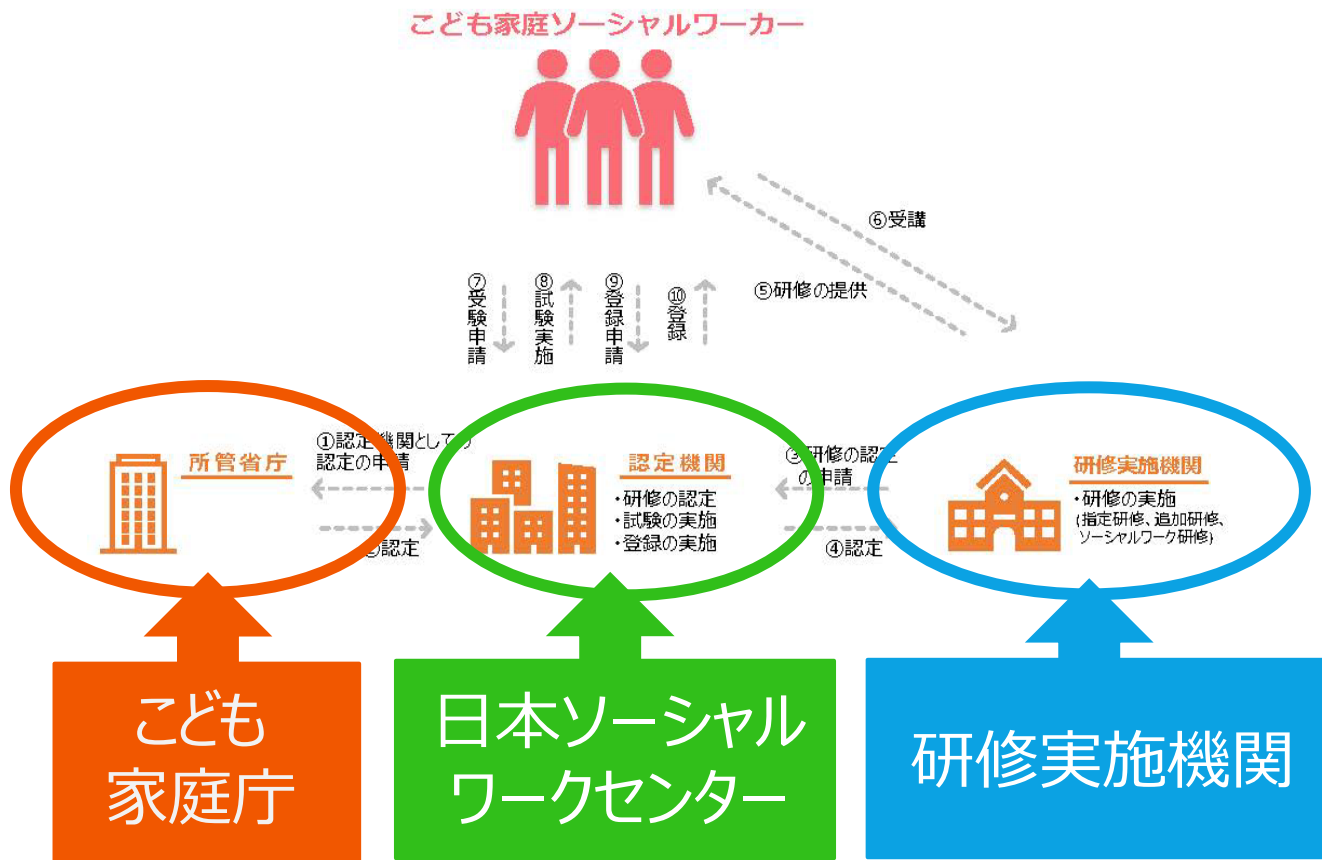 こども家庭ソーシャルワーカー
⑥受講
⑤研修の提供
⑦受験申請
⑧試験実施
⑨登録申請
⑩登録
所管省庁
①認定機関としての
認定の申請
認定
認定機関
・研修の認定
・試験の実施
・登録の実施
③研修の認定
の申請
④認定
研修実施機関
・研修の実施
(指定研修、追加研修、
ソーシャルワーク研修)
こども
家庭庁
日本ソーシャル
ワークセンター
研修実施機関